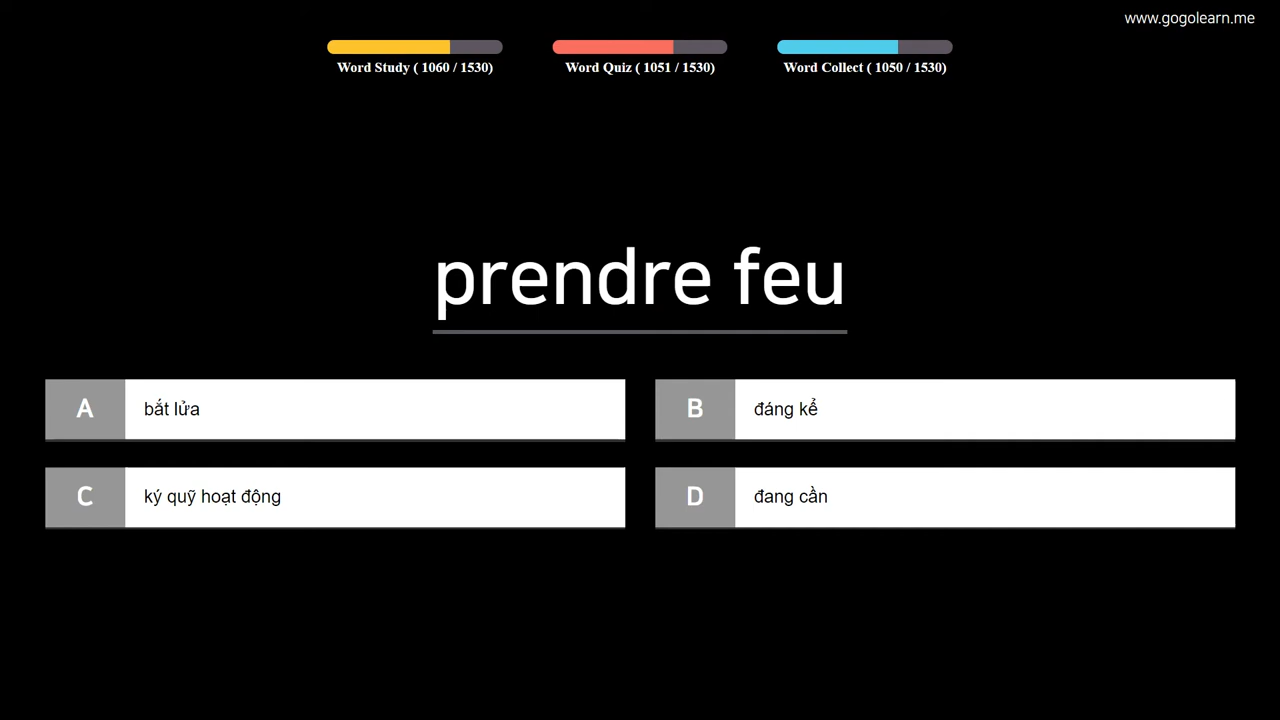 www.gogolearn.me
Word Study ( 1060 / 1530)
Word Quiz ( 1051 / 1530)
Word Collect ( 1050 / 1530)
prendre feu
A bắt lửa
B đáng kể
C ký quỹ hoạt động
D đang cần